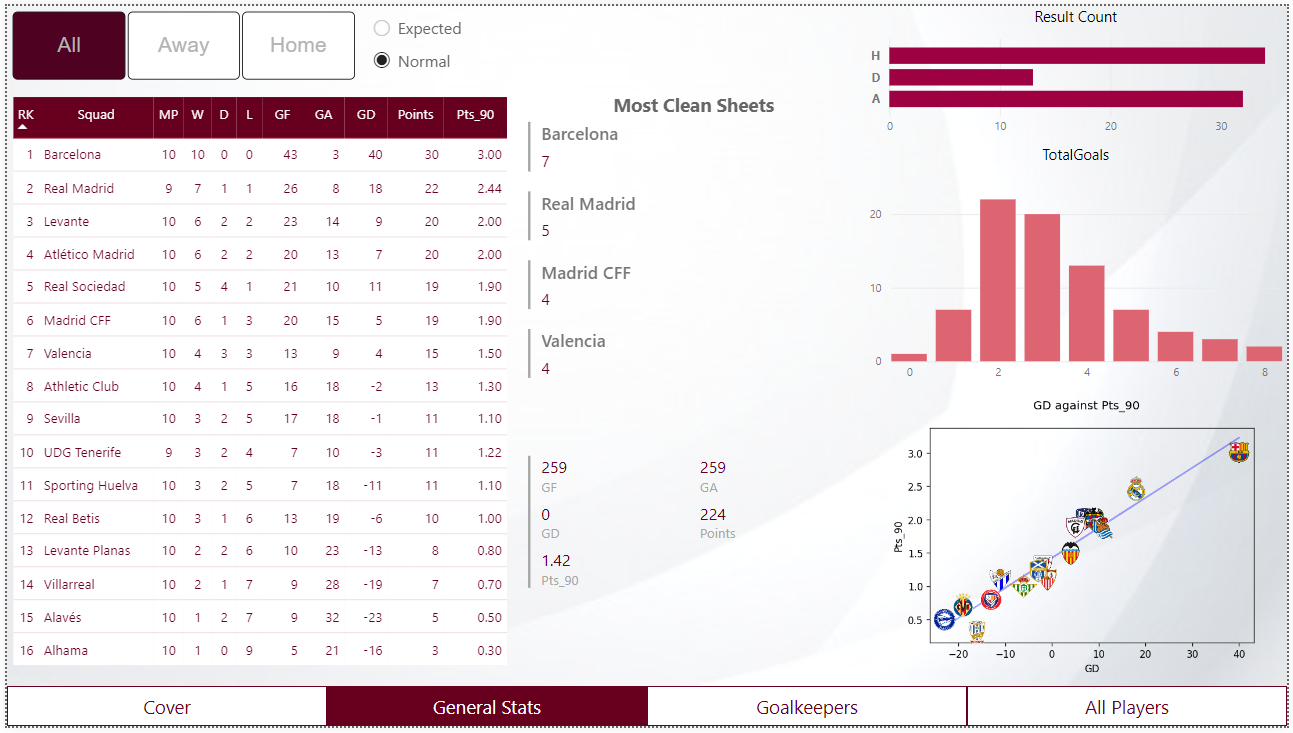 All Away Home
Expected
Normal
RK Squad MP W D L GF GA GD Points Pts_90
1 Barcelona 10 10 0 0 43 3 40 30 3.00
2 Real Madrid 9 7 1 1 26 8 18 22 2.44
3 Levante 10 6 2 2 23 14 9 20 2.00
4 Atlético Madrid 10 6 2 2 20 13 7 20 2.00
5 Real Sociedad 10 5 4 1 21 10 11 19 1.90
6 Madrid CFF 10 6 1 3 20 15 5 19 1.90
7 Valencia 10 4 3 3 13 9 4 15 1.50
8 Athletic Club 10 4 1 5 16 18 -2 13 1.30
9 Sevilla 10 3 2 5 17 18 -1 11 1.10
10 UDG Tenerife 9 3 2 4 7 10 -3 11 1.22
11 Sporting Huelva 10 3 2 5 7 18 -11 11 1.10
12 Real Betis 10 3 1 6 13 19 -6 10 1.00
13 Levante Planas 10 2 2 6 10 23 -13 8 0.80
14 Villarreal 10 2 1 7 9 28 -19 7 0.70
15 Alavés 10 1 2 7 9 32 -23 5 0.50
16 Alhama 10 1 0 9 5 21 -16 3 0.30
Most Clean Sheets
Barcelona
7
Real Madrid
5
Madrid CFF
4
Valencia
4
259 259
GF GA
0 224
GD Points
1.42
Pts_90
Result Count
H
D
A
0 10 20 30
TotalGoals
20
10
0
0 2 4 6 8
GD against Pts_90
Pts_90
3.0
2.5
2.0
1.5
1.0
0.5
−20 −10 0 10 20 30 40
GD
Cover General Stats Goalkeepers All Players